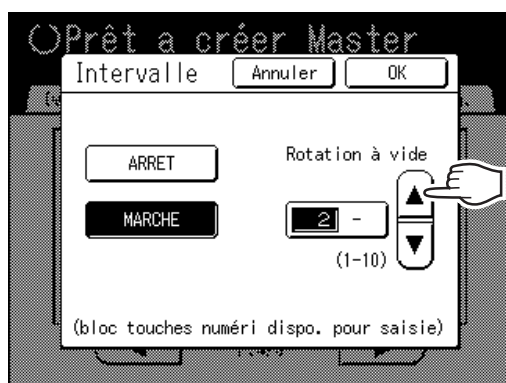 Prêt a créer Master
Intervalle Annuler OK
ARRET
Rotation à vide
MARCHE
2 -
(1-10)
(bloc touches numéri dispo. pour saisie)